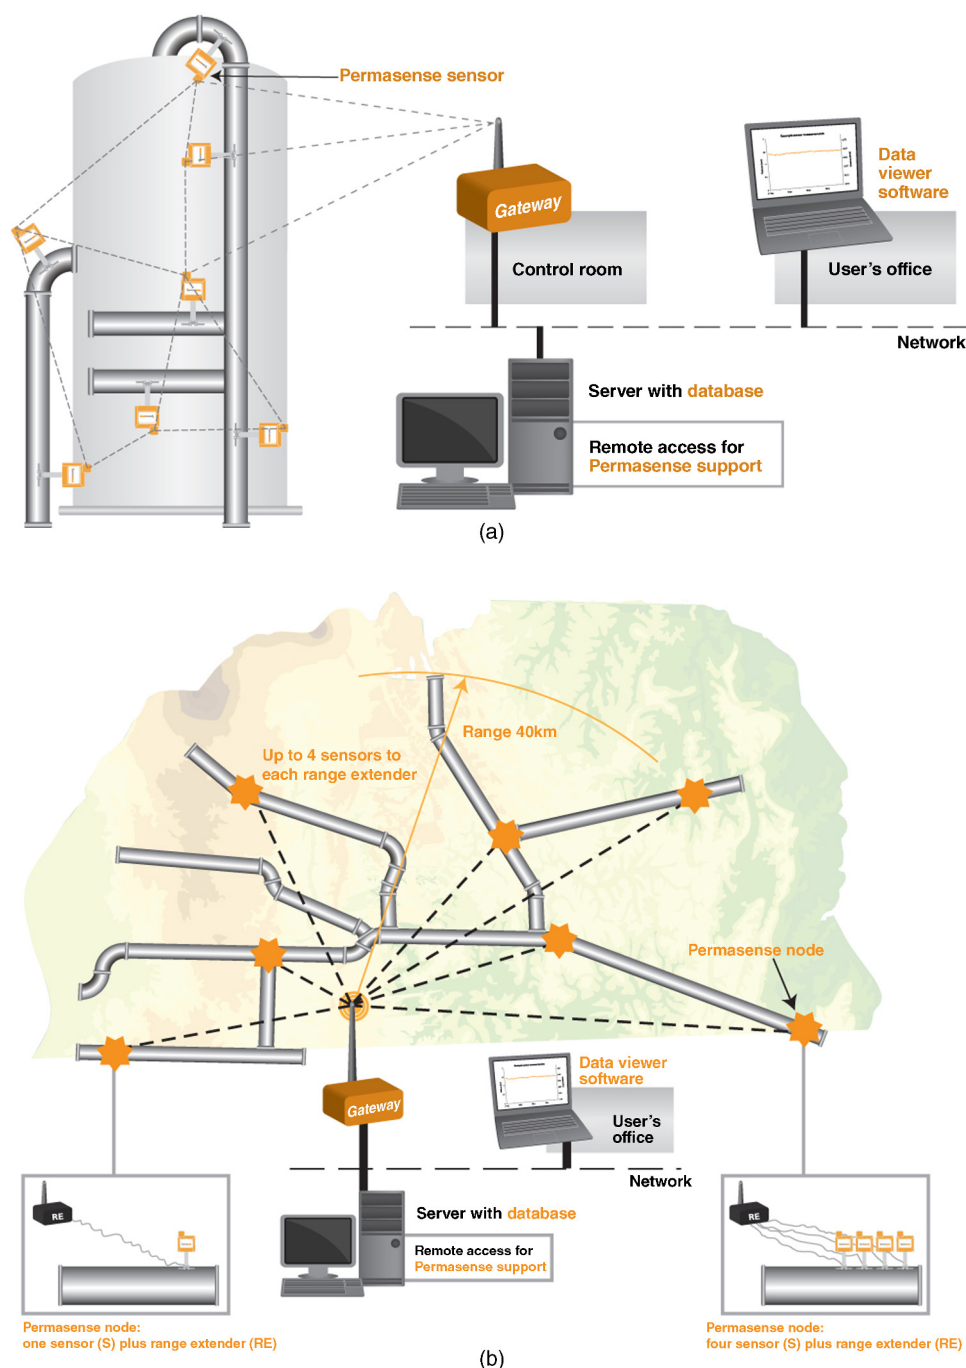 Permasense sensor
Gateway
Data
viewer
software
Control room
User's office
Network
Server with database
Remote access for
Permasense support
(a)
Range 40km
Up to 4 sensors to
each range extender
Permasense node
Gateway
Data viewer
software
User's
office
Network
Server with database
Remote access for
Permasense support
RE
RE
Permasense node:
one sensor (S) plus range extender (RE)
Permasense node:
four sensor (S) plus range extender (RE)
(b)